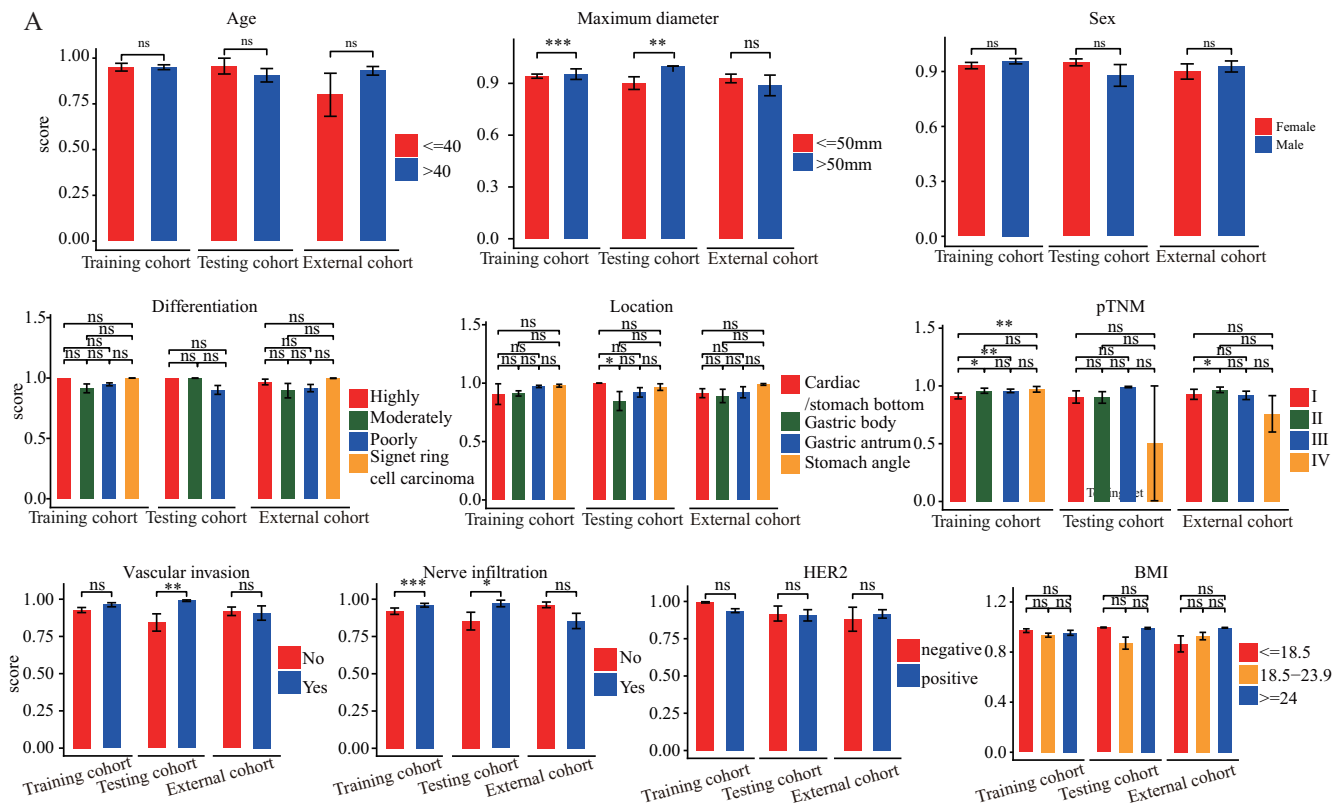 A
Age
score
1.00
0.75
0.50
0.25
0.00
ns
ns
ns
Training cohort
Testing cohort
External cohort
<=40
>40
Maximum diameter
0.9
0.6
0.3
0.0
***
**
ns
Training cohort
Testing cohort
External cohort
<=50mm
>50mm
Sex
0.9
0.6
0.3
0.0
ns
ns
ns
Training cohort
Testing cohort
External cohort
Female
Male
Differentiation
score
1.5
1.0
0.5
0.0
ns
ns
ns
ns ns ns
ns
ns ns
ns
ns
ns
ns ns ns
Training cohort
Testing cohort
External cohort
Highly
Moderately
Poorly
Signet ring
cell carcinoma
Location
1.5
1.0
0.5
0.0
ns
ns
ns
ns ns ns
ns
ns
ns
* ns ns
ns
ns
ns
ns ns ns
Training cohort
Testing cohort
External cohort
Cardiac
/stomach bottom
Gastric body
Gastric antrum
Stomach angle
pTNM
1.5
1.0
0.5
0.0
**
ns
**
* ns ns
ns
ns
ns
ns ns ns
ns
ns
ns
* ns ns
Training cohort
Testing cohort
External cohort
I
II
III
IV
Vascular invasion
score
1.00
0.75
0.50
0.25
0.00
ns
**
ns
Training cohort
Testing cohort
External cohort
No
Yes
Nerve infiltration
1.00
0.75
0.50
0.25
0.00
***
*
ns
Training cohort
Testing cohort
External cohort
No
Yes
HER2
1.00
0.75
0.50
0.25
0.00
ns
ns
ns
Training cohort
Testing cohort
External cohort
negative
positive
BMI
1.2
0.8
0.4
0.0
ns
ns ns
ns
ns ns
ns
ns ns
Training cohort
Testing cohort
External cohort
<=18.5
18.5−23.9
>=24